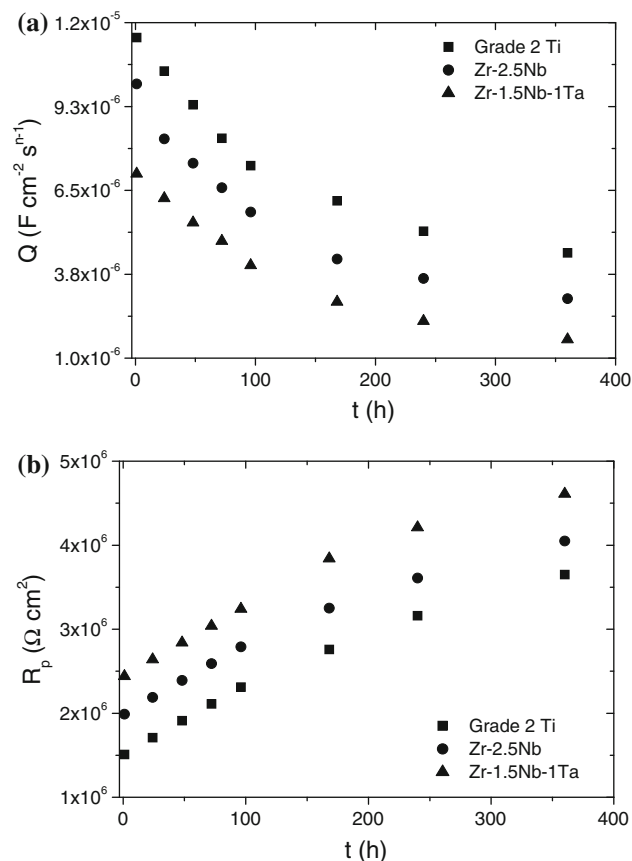 (a)
1.2x10⁻⁵
9.3x10⁻⁶
6.5x10⁻⁶
3.8x10⁻⁶
1.0x10⁻⁶
Q (F cm⁻² sⁿ⁻¹)
Grade 2 Ti
Zr-2.5Nb
Zr-1.5Nb-1Ta
0 100 200 300 400
t (h)
(b)
5x10⁶
4x10⁶
3x10⁶
2x10⁶
1x10⁶
Rₚ (Ω cm²)
Grade 2 Ti
Zr-2.5Nb
Zr-1.5Nb-1Ta
0 100 200 300 400
t (h)